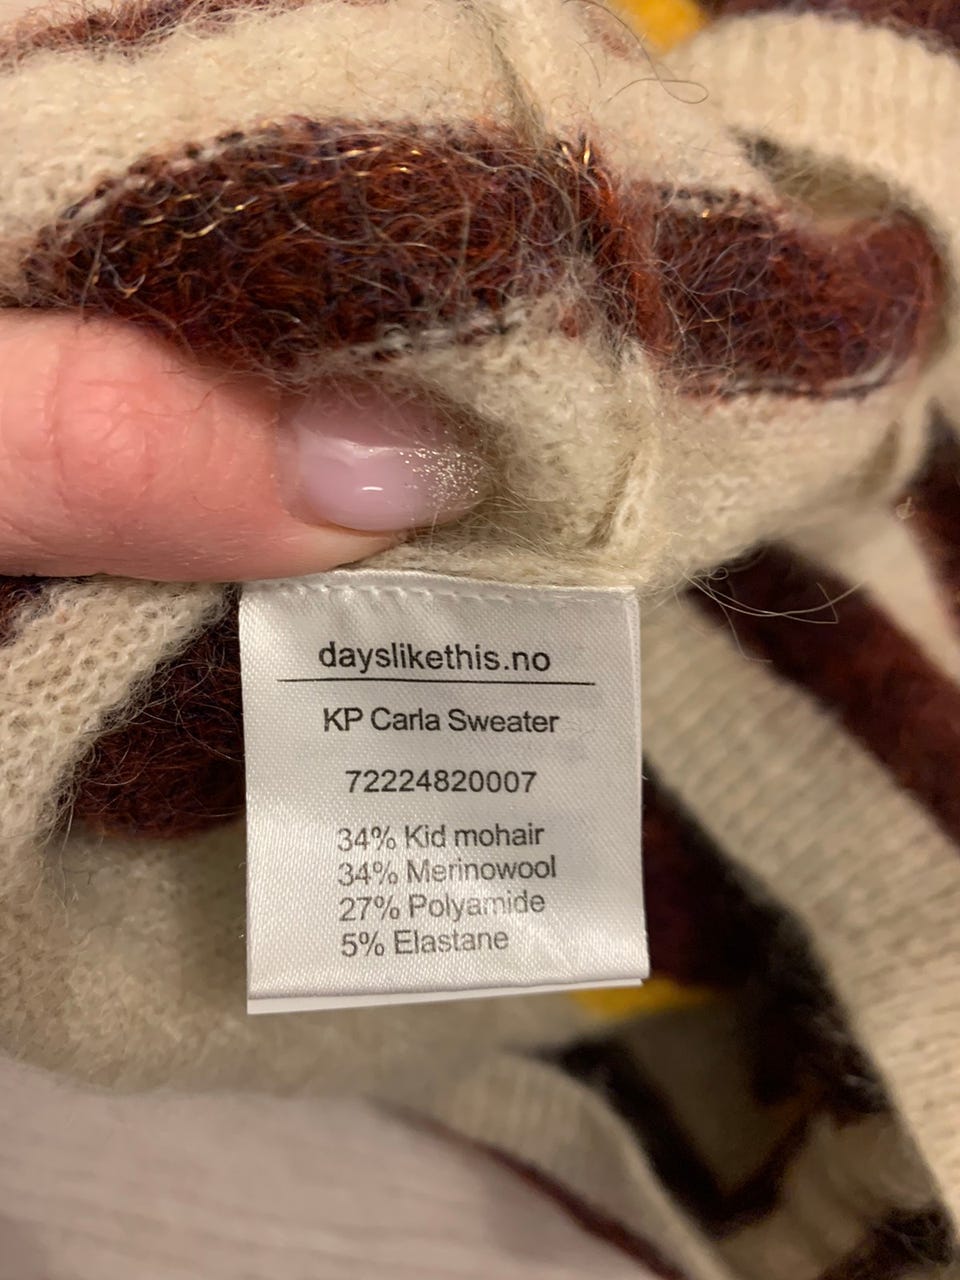 dayslikethis.no
KP Carla Sweater
72224820007
34% Kid mohair
34% Merinowool
27% Polyamide
5% Elastane